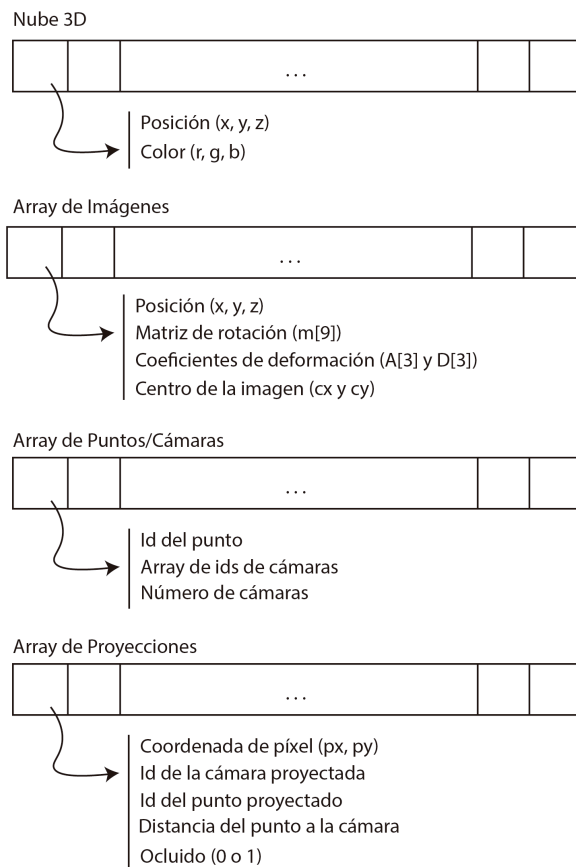 Nube 3D
...
Posición (x, y, z)
Color (r, g, b)
Array de Imágenes
...
Posición (x, y, z)
Matriz de rotación (m[9])
Coeficientes de deformación (A[3] y D[3])
Centro de la imagen (cx y cy)
Array de Puntos/Cámaras
...
Id del punto
Array de ids de cámaras
Número de cámaras
Array de Proyecciones
...
Coordenada de píxel (px, py)
Id de la cámara proyectada
Id del punto proyectado
Distancia del punto a la cámara
Ocluido (0 o 1)